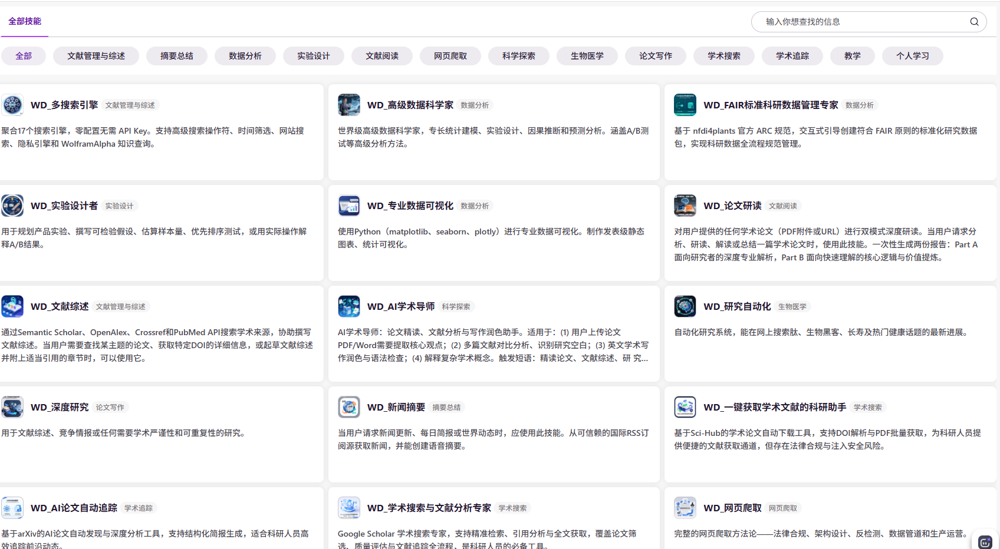 全部技能
输入你想查找的信息
全部 文献管理与综述 摘要总结 数据分析 实验设计 文献阅读 网页爬取 科学探索 生物医学 论文写作 学术搜索 学术追踪 教学 个人学习
WD_多搜索引擎 文献管理与综述
聚合17个搜索引擎，零配置无需 API Key。支持高级搜索操作符、时间筛选、网站搜
索、隐私引擎和 WolframAlpha 知识查询。
WD_高级数据科学家 数据分析
世界级高级数据科学家，专长统计建模、实验设计、因果推断和预测分析。涵盖A/B测
试等高级分析方法。
WD_FAIR标准科研数据管理专家 数据分析
基于 nfdi4plants 官方 ARC 规范，交互式引导创建符合 FAIR 原则的标准化研究数据
包，实现科研数据全流程规范管理。
WD_实验设计者 实验设计
用于规划产品实验、撰写可检验假设、估算样本量、优先排序测试，或用实际操作解
释A/B结果。
WD_专业数据可视化 数据分析
使用Python（matplotlib、seaborn、plotly）进行专业数据可视化。制作发表级静态
图表、统计可视化。
WD_论文研读 文献阅读
对用户提供的任何学术论文（PDF附件或URL）进行双模式深度研读。当用户请求分
析、研读、解读或总结一篇学术论文时，使用此技能。一次性生成两份报告：Part A
面向研究者的深度专业解析，Part B 面向快速理解的核心逻辑与价值提炼。
WD_文献综述 文献管理与综述
通过Semantic Scholar、OpenAlex、Crossref和PubMed API搜索学术来源，协助撰写
文献综述。当用户需要查找某主题的论文、获取特定DOI的详细信息，或起草文献综述
并附上适当引用的章节时，可以使用它。
WD_AI学术导师 科学探索
AI学术导师：论文精读、文献分析与写作润色助手。适用于：(1) 用户上传论文
PDF/Word需要提取核心观点；(2) 多篇文献对比分析、识别研究空白；(3) 英文学术写
作润色与语法检查；(4) 解释复杂学术概念。触发短语：精读论文、文献综述、研 究...
WD_研究自动化 生物医学
自动化研究系统，能在网上搜索肽、生物黑客、长寿及热门健康话题的最新进展。
WD_深度研究 论文写作
用于文献综述、竞争情报或任何需要学术严谨性和可重复性的研究。
WD_新闻摘要 摘要总结
当用户请求新闻更新、每日简报或世界动态时，应使用此技能。从可信赖的国际RSS订
阅源获取新闻，并能创建语音摘要。
WD_一键获取学术文献的科研助手 学术搜索
基于Sci-Hub的学术论文自动下载工具，支持DOI解析与PDF批量获取，为科研人员提
供便捷的文献获取通道，但存在法律合规与注入安全风险。
WD_AI论文自动追踪 学术追踪
基于arXiv的AI论文自动发现与深度分析工具，支持结构化简报生成，适合科研人员高
效追踪前沿动态。
WD_学术搜索与文献分析专家 学术搜索
Google Scholar 学术搜索专家，支持精准检索、引用分析与全文获取，覆盖论文筛
选、质量评估与文献追踪全流程，是科研人员的必备工具。
WD_网页爬取 网页爬取
完整的网页爬取方法论——法律合规、架构设计、反检测、数据管道和生产运营。